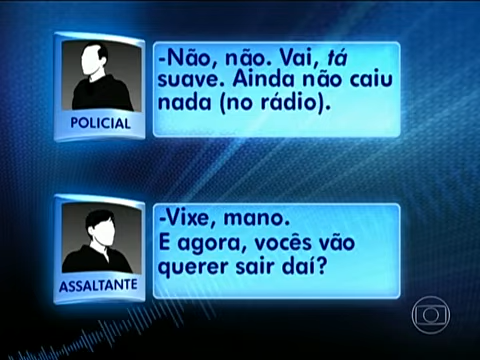 -Não, não. Vai, tá
suave. Ainda não caiu
nada (no rádio).
POLICIAL
-Vixe, mano.
E agora, vocês vão
querer sair daí?
ASSALTANTE